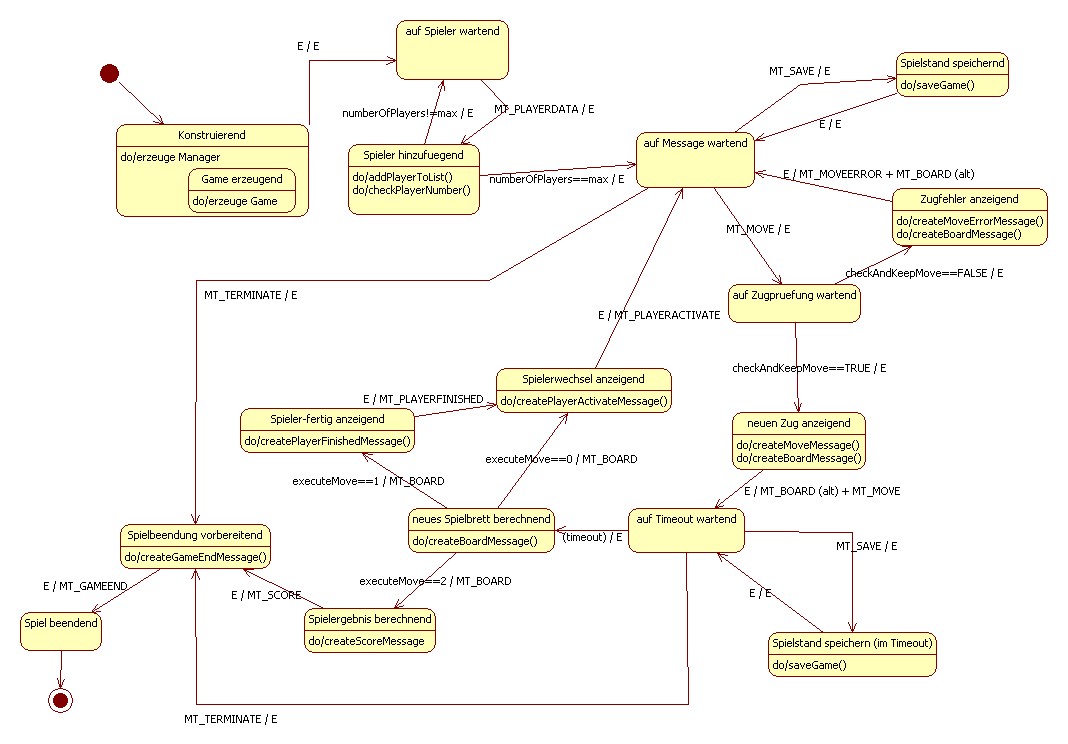 auf Spieler wartend
E / E
Spielstand speichernd
do/saveGame()
MT_SAVE / E
E / E
numberOfPlayers!=max / E
MT_PLAYERDATA / E
Konstruierend
do/erzeuge Manager
Game erzeugend
do/erzeuge Game
Spieler hinzufuegend
do/addPlayerToList()
do/checkPlayerNumber()
numberOfPlayers==max / E
auf Message wartend
E / MT_MOVEERROR + MT_BOARD (alt)
Zugfehler anzeigend
do/createMoveErrorMessage()
do/createBoardMessage()
MT_MOVE / E
checkAndKeepMove==FALSE / E
auf Zugpruefung wartend
MT_TERMINATE / E
E / MT_PLAYERACTIVATE
checkAndKeepMove==TRUE / E
Spielerwechsel anzeigend
do/createPlayerActivateMessage()
E / MT_PLAYERFINISHED
Spieler-fertig anzeigend
do/createPlayerFinishedMessage()
neuen Zug anzeigend
do/createMoveMessage()
do/createBoardMessage()
executeMove==0 / MT_BOARD
executeMove==1 / MT_BOARD
E / MT_BOARD (alt) + MT_MOVE
neues Spielbrett berechnend
do/createBoardMessage()
auf Timeout wartend
(timeout) / E
MT_SAVE / E
Spielbeendung vorbereitend
do/createGameEndMessage()
executeMove==2 / MT_BOARD
E / MT_GAMEEND
E / MT_SCORE
E / E
Spiel beendend
Spielergebnis berechnend
do/createScoreMessage
Spielstand speichern (im Timeout)
do/saveGame()
MT_TERMINATE / E